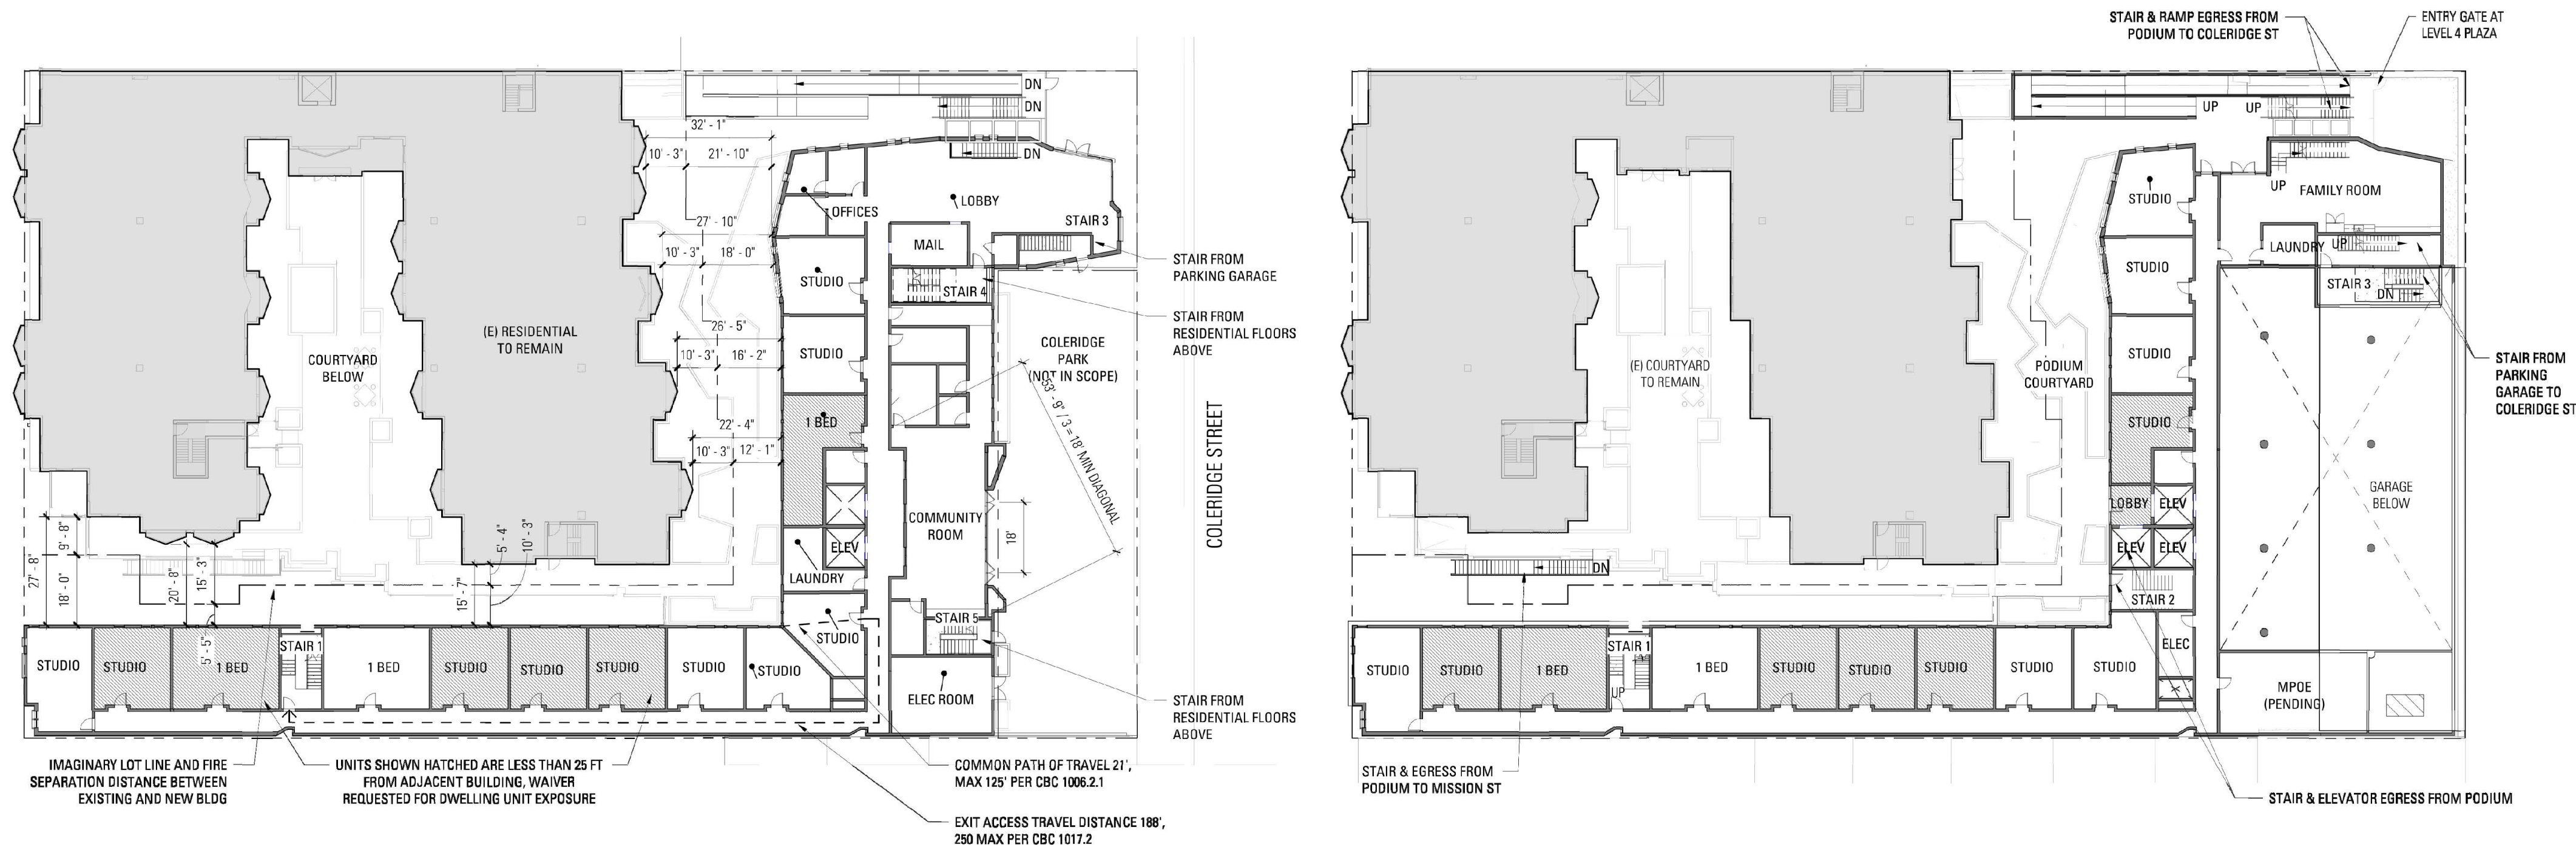 STAIR & RAMP EGRESS FROM
PODIUM TO COLERIDGE ST
ENTRY GATE AT
LEVEL 4 PLAZA
DN
DN
DN
32' - 1"
10' - 3"
21' - 10"
OFFICES
LOBBY
27' - 10"
10' - 3"
18' - 0"
MAIL
STAIR 3
STAIR FROM
PARKING GARAGE
STUDIO
STAIR 4
STAIR FROM
RESIDENTIAL FLOORS
ABOVE
26' - 5"
10' - 3"
16' - 2"
STUDIO
(E) RESIDENTIAL
TO REMAIN
COURTYARD
BELOW
COLERIDGE
PARK
(NOT IN SCOPE)
53' - 9" / 3 = 18' MIN DIAGONAL
COLERIDGE STREET
1 BED
22' - 4"
10' - 3"
12' - 1"
18'
COMMUNITY
ROOM
ELEV
LAUNDRY
27' - 8"
9' - 8"
18' - 0"
20' - 8"
15' - 3"
5' - 5"
5' - 4"
10' - 3"
15' - 7"
STUDIO
STAIR 5
STUDIO
STUDIO
1 BED
STAIR 1
1 BED
STUDIO
STUDIO
STUDIO
STUDIO
STUDIO
ELEC ROOM
STAIR FROM
RESIDENTIAL FLOORS
ABOVE
IMAGINARY LOT LINE AND FIRE
SEPARATION DISTANCE BETWEEN
EXISTING AND NEW BLDG
UNITS SHOWN HATCHED ARE LESS THAN 25 FT
FROM ADJACENT BUILDING, WAIVER
REQUESTED FOR DWELLING UNIT EXPOSURE
COMMON PATH OF TRAVEL 21',
MAX 125' PER CBC 1006.2.1
EXIT ACCESS TRAVEL DISTANCE 188',
250 MAX PER CBC 1017.2
UP
UP
STUDIO
UP
FAMILY ROOM
STUDIO
LAUNDRY
UP
STAIR 3
DN
STUDIO
(E) COURTYARD
TO REMAIN
PODIUM
COURTYARD
STAIR FROM
PARKING
GARAGE TO
COLERIDGE ST
STUDIO
LOBBY
ELEV
ELEV
ELEV
GARAGE
BELOW
DN
STAIR 2
STUDIO
STUDIO
1 BED
STAIR 1
UP
1 BED
STUDIO
STUDIO
STUDIO
STUDIO
STUDIO
ELEC
MPOE
(PENDING)
STAIR & EGRESS FROM
PODIUM TO MISSION ST
STAIR & ELEVATOR EGRESS FROM PODIUM